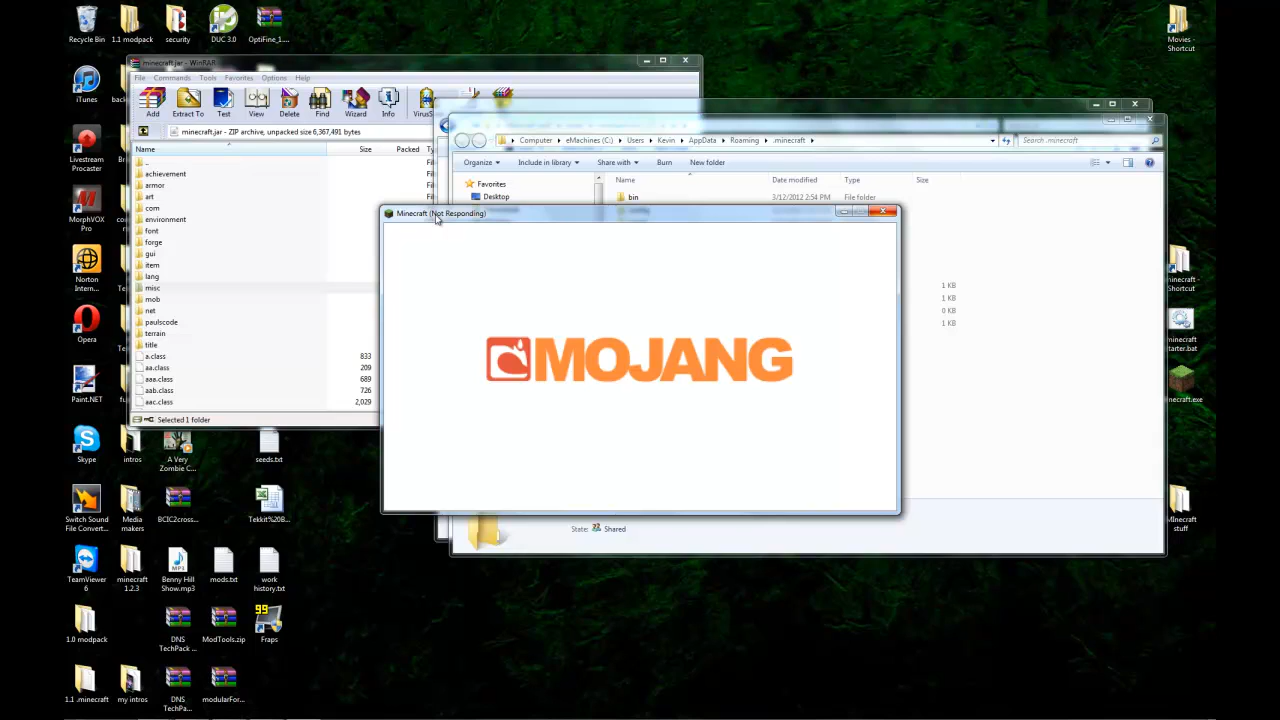 Recycle Bin
1.1 modpack
security
DUC 3.0
OptiFine_1....
Movies -
Shortcut
iTunes
Livestream
Procaster
MorphVOX
Pro
Norton
Intern...
Opera
Paint.NET
Skype
intros
A Very
Zombie C...
seeds.txt
Switch Sound
File Convert...
Media
makers
BCIC2cross...
Tekkit%20B...
TeamViewer
6
minecraft
1.2.3
Benny Hill
Show.mp3
mods.txt
work
history.txt
1.0 modpack
DNS
TechPack ...
ModTools.zip
99
Fraps
1.1 .minecraft
my intros
DNS
TechPa...
modularFor...
minecraft.jar - WinRAR
File Commands Tools Favorites Options Help
Add Extract To Test View Delete Find Wizard Info VirusS
minecraft.jar - ZIP archive, unpacked size 6,367,491 bytes
Name Size Packed Ty
..
achievement
armor
art
com
environment
font
forge
gui
item
lang
misc
mob
net
paulscode
terrain
title
a.class 833
aa.class 209
aaa.class 689
aab.class 726
aac.class 2,029
Selected 1 folder
Computer eMachines (C:) Users Kevin AppData Roaming .minecraft
Search .minecraft
Organize Include in library Share with Burn New folder
Favorites
Desktop
Name Date modified Type Size
bin 3/12/2012 2:54 PM File folder
1 KB
1 KB
0 KB
1 KB
State: Shared
Minecraft (Not Responding)
MOJANG
minecraft -
Shortcut
minecraft
starter.bat
Minecraft
stuff